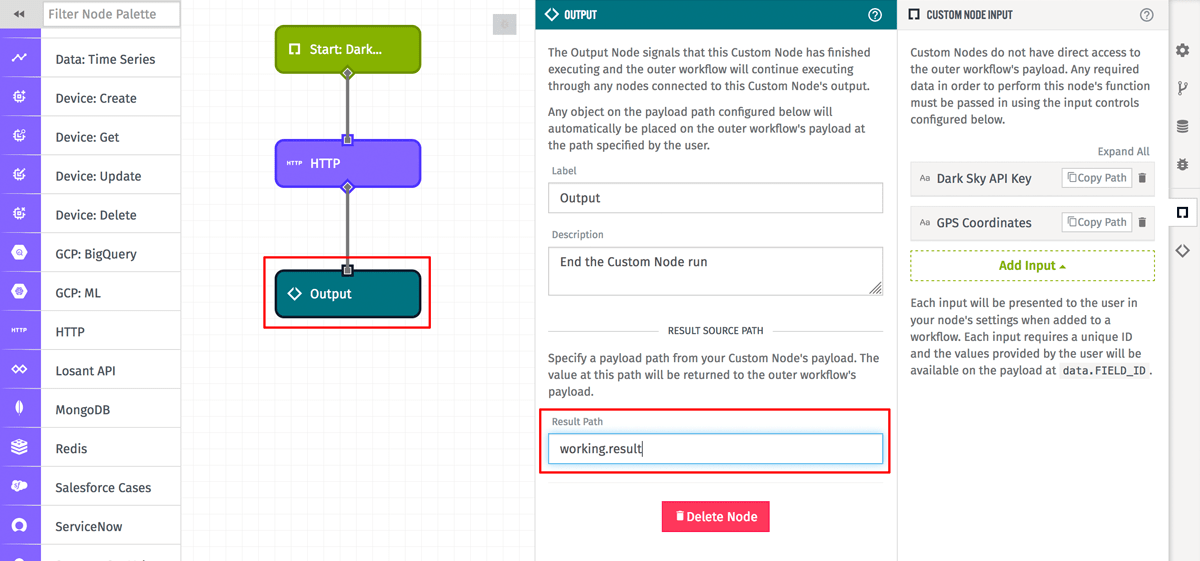 Filter Node Palette
Data: Time Series
Device: Create
Device: Get
Device: Update
Device: Delete
GCP: BigQuery
GCP: ML
HTTP
HTTP
Losant API
MongoDB
Redis
Salesforce Cases
ServiceNow
Start: Dark...
HTTP
HTTP
Output
OUTPUT
The Output Node signals that this Custom Node has finished
executing and the outer workflow will continue executing
through any nodes connected to this Custom Node's output.
Any object on the payload path configured below will
automatically be placed on the outer workflow's payload at
the path specified by the user.
Label
Output
Description
End the Custom Node run
RESULT SOURCE PATH
Specify a payload path from your Custom Node's payload. The
value at this path will be returned to the outer workflow's
payload.
Result Path
working.result
Delete Node
CUSTOM NODE INPUT
Custom Nodes do not have direct access to
the outer workflow's payload. Any required
data in order to perform this node's function
must be passed in using the input controls
configured below.
Expand All
Aa Dark Sky API Key Copy Path
Aa GPS Coordinates Copy Path
Add Input
Each input will be presented to the user in
your node's settings when added to a
workflow. Each input requires a unique ID
and the values provided by the user will be
available on the payload at data.FIELD_ID.